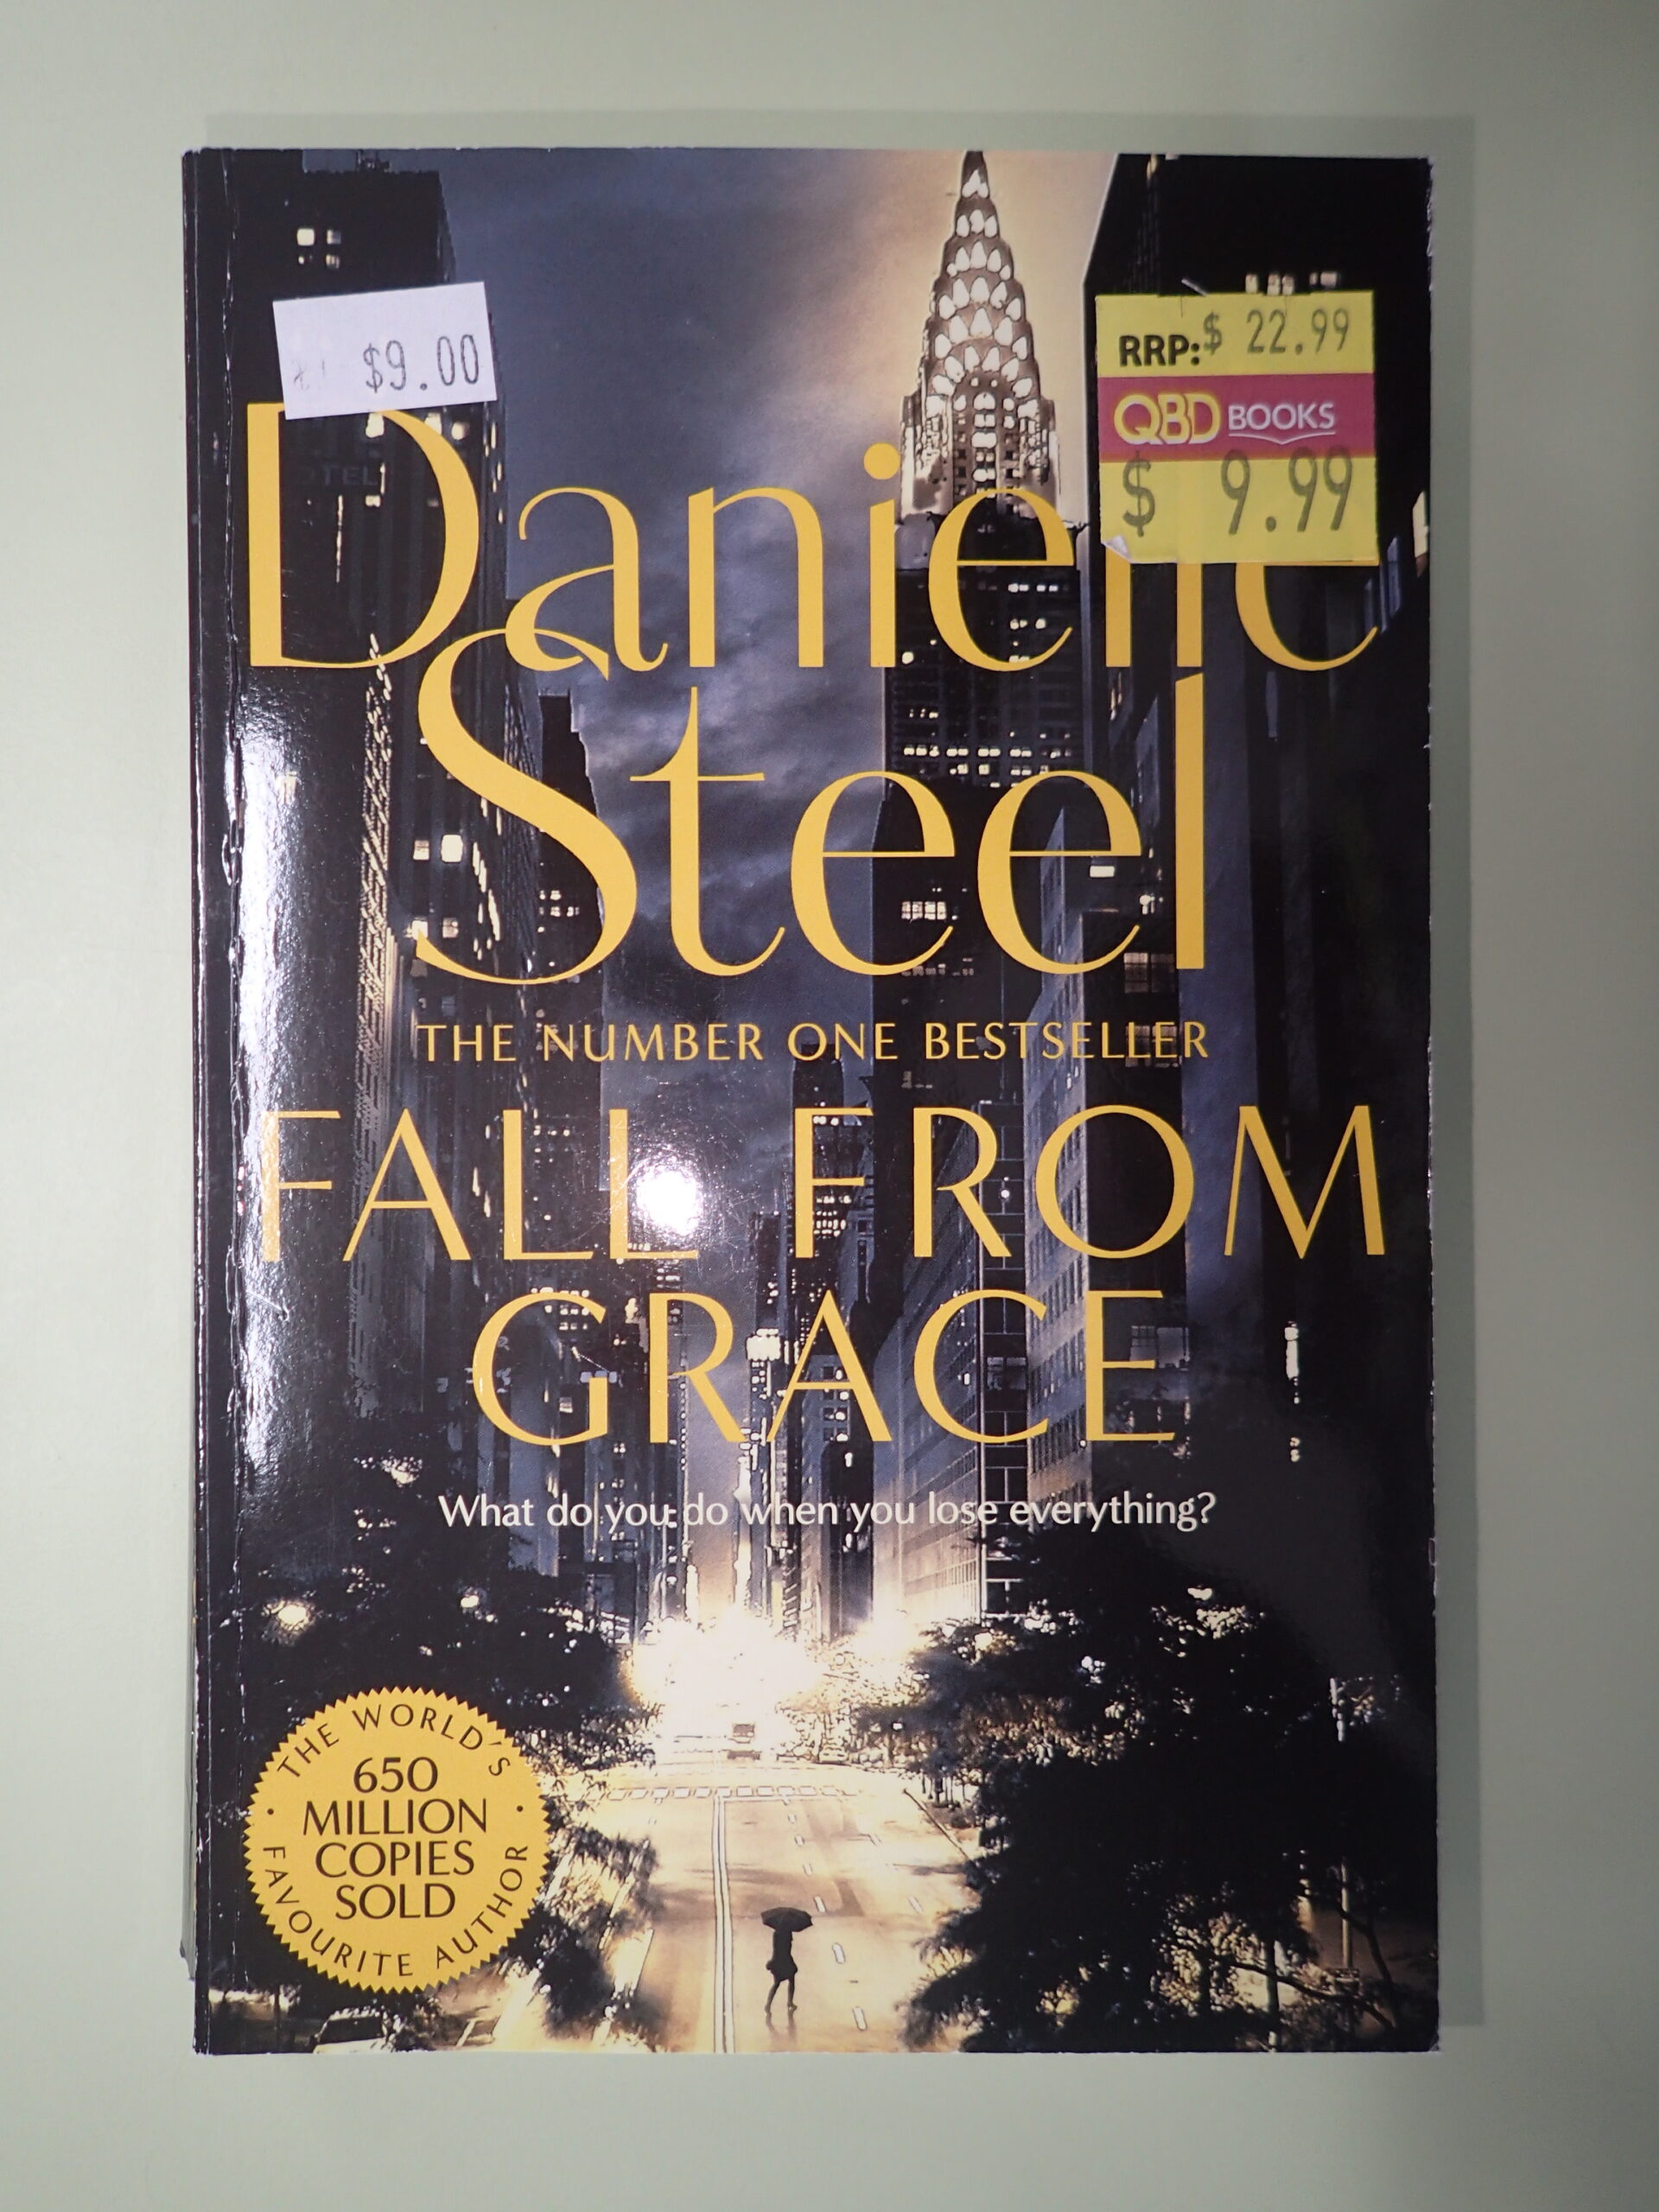 $9.00
RRP:$ 22.99
QBD BOOKS
$ 9.99
Danielle
Steel
THE NUMBER ONE BESTSELLER
FALL FROM
GRACE
What do you do when you lose everything?
THE WORLD'S
650
MILLION
COPIES
SOLD
FAVOURITE AUTHOR